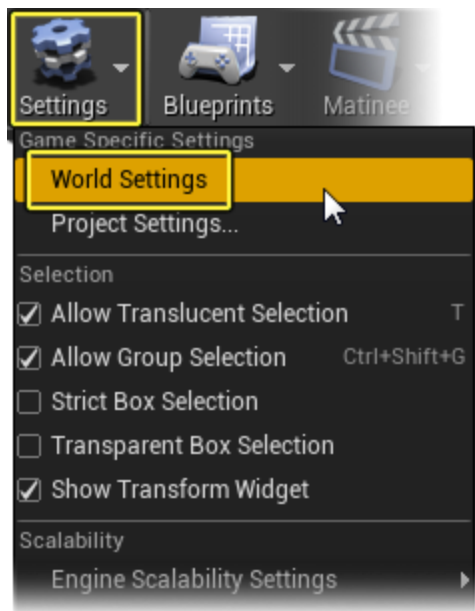 Settings
Blueprints
Matinee
Game Specific Settings
World Settings
Project Settings...
Selection
Allow Translucent Selection T
Allow Group Selection Ctrl+Shift+G
Strict Box Selection
Transparent Box Selection
Show Transform Widget
Scalability
Engine Scalability Settings